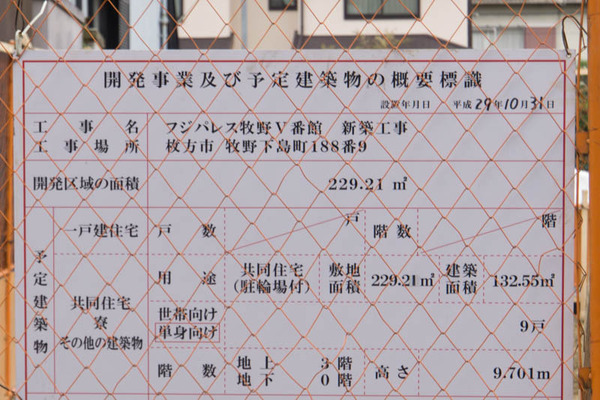 開発事業及び予定建築物の概要標識
設置年月日 平成29年10月31日
工事名 フジパレス牧野Ⅴ番館 新築工事
工事場所 枚方市 牧野下島町188番9
開発区域の面積 229.21㎡
予定建築物
一戸建住宅 戸数 戸 階数 階
共同住宅
寮
その他の建築物
用途 共同住宅(駐輪場付) 敷地面積 229.21㎡ 建築面積 132.55㎡
世帯向け
単身向け 9戸
階数 地上 3階 高さ 9.701m
地下 0階